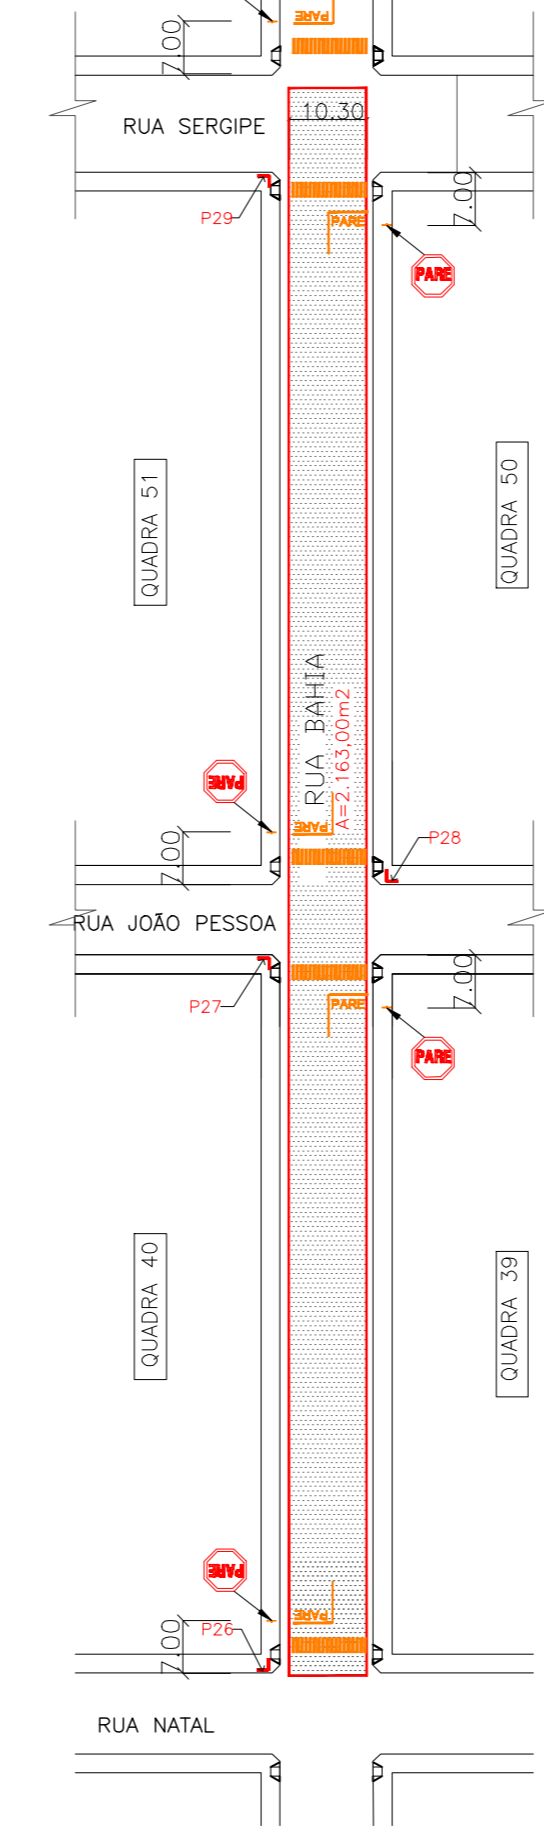 7.00
PARE
10.30
RUA SERGIPE
P29
PARE
7.00
PARE
QUADRA 51
QUADRA 50
RUA BAHIA
A=2.163,00m2
PARE
PARE
7.00
P28
RUA JOÃO PESSOA
7.00
P27
PARE
PARE
QUADRA 40
QUADRA 39
PARE
PARE
7.00
P26
RUA NATAL